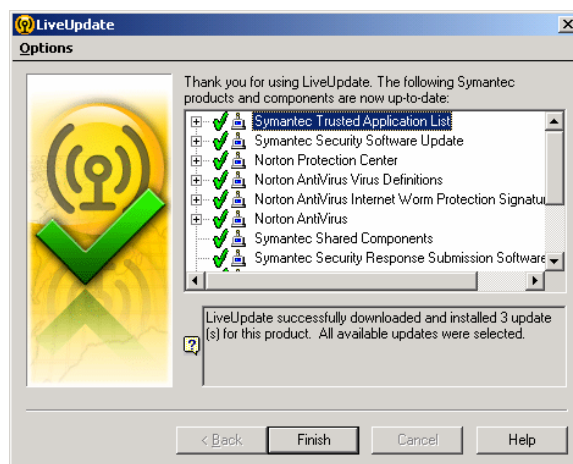 LiveUpdate
Options
Thank you for using LiveUpdate. The following Symantec
products and components are now up-to-date:
Symantec Trusted Application List
Symantec Security Software Update
Norton Protection Center
Norton AntiVirus Virus Definitions
Norton AntiVirus Internet Worm Protection Signatu
Norton AntiVirus
Symantec Shared Components
Symantec Security Response Submission Software
LiveUpdate successfully downloaded and installed 3 update
(s) for this product. All available updates were selected.
< Back Finish Cancel Help